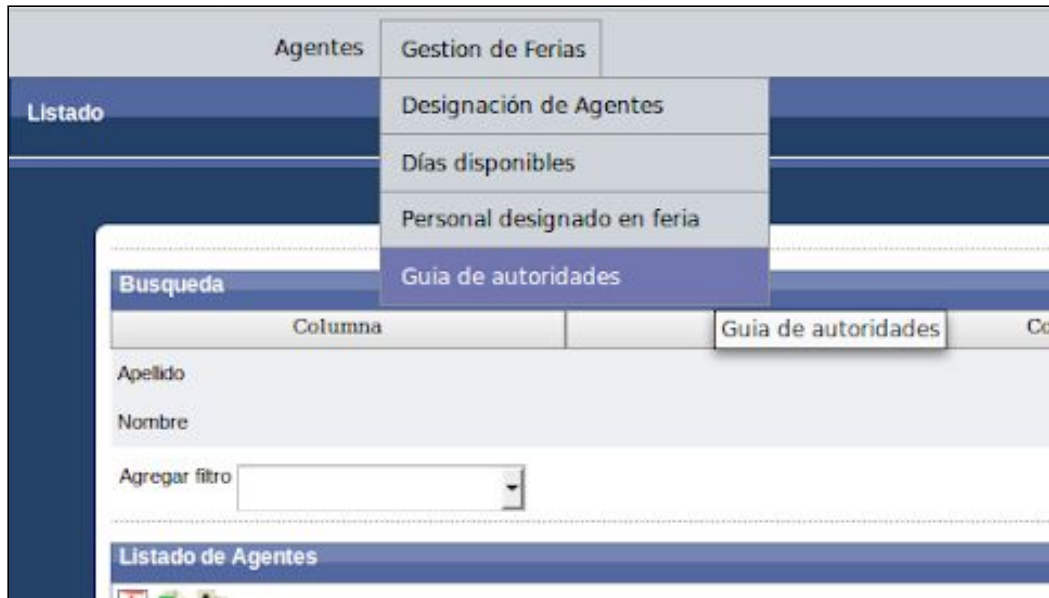 Agentes Gestion de Ferias
Listado
Designación de Agentes
Días disponibles
Personal designado en feria
Guia de autoridades
Busqueda
Columna
Guia de autoridades
Apellido
Nombre
Agregar filtro
Listado de Agentes